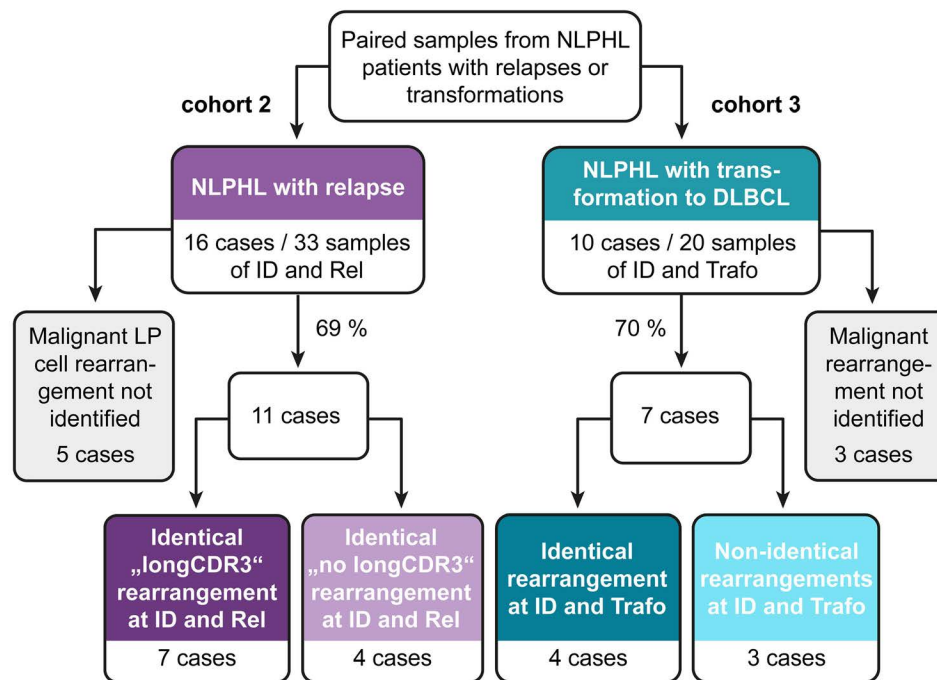 Paired samples from NLPHL
patients with relapses or
transformations
cohort 2
cohort 3
NLPHL with relapse
16 cases / 33 samples
of ID and Rel
NLPHL with trans-
formation to DLBCL
10 cases / 20 samples
of ID and Trafo
Malignant LP
cell rearran-
gement not
identified
5 cases
69 %
70 %
Malignant
rearrange-
ment not
identified
3 cases
11 cases
7 cases
Identical
„longCDR3“
rearrangement
at ID and Rel
7 cases
Identical
„no longCDR3“
rearrangement
at ID and Rel
4 cases
Identical
rearrangement
at ID and Trafo
4 cases
Non-identical
rearrangements
at ID and Trafo
3 cases